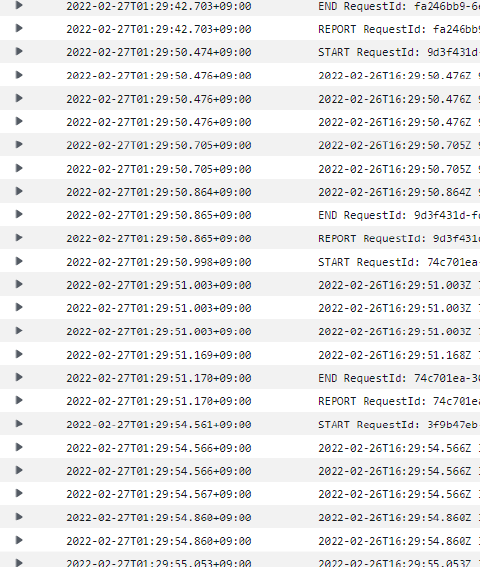 2022-02-27T01:29:42.703+09:00 END RequestId: fa246bb9-6
2022-02-27T01:29:42.703+09:00 REPORT RequestId: fa246bb
2022-02-27T01:29:50.474+09:00 START RequestId: 9d3f431d
2022-02-27T01:29:50.476+09:00 2022-02-26T16:29:50.476Z
2022-02-27T01:29:50.476+09:00 2022-02-26T16:29:50.476Z
2022-02-27T01:29:50.476+09:00 2022-02-26T16:29:50.476Z
2022-02-27T01:29:50.705+09:00 2022-02-26T16:29:50.705Z
2022-02-27T01:29:50.705+09:00 2022-02-26T16:29:50.705Z
2022-02-27T01:29:50.864+09:00 2022-02-26T16:29:50.864Z
2022-02-27T01:29:50.865+09:00 END RequestId: 9d3f431d-f
2022-02-27T01:29:50.865+09:00 REPORT RequestId: 9d3f431
2022-02-27T01:29:50.998+09:00 START RequestId: 74c701ea
2022-02-27T01:29:51.003+09:00 2022-02-26T16:29:51.003Z
2022-02-27T01:29:51.003+09:00 2022-02-26T16:29:51.003Z
2022-02-27T01:29:51.003+09:00 2022-02-26T16:29:51.003Z
2022-02-27T01:29:51.169+09:00 2022-02-26T16:29:51.168Z
2022-02-27T01:29:51.170+09:00 END RequestId: 74c701ea-3
2022-02-27T01:29:51.170+09:00 REPORT RequestId: 74c701e
2022-02-27T01:29:54.561+09:00 START RequestId: 3f9b47eb
2022-02-27T01:29:54.566+09:00 2022-02-26T16:29:54.566Z
2022-02-27T01:29:54.566+09:00 2022-02-26T16:29:54.566Z
2022-02-27T01:29:54.567+09:00 2022-02-26T16:29:54.566Z
2022-02-27T01:29:54.860+09:00 2022-02-26T16:29:54.860Z
2022-02-27T01:29:54.860+09:00 2022-02-26T16:29:54.860Z
2022-02-27T01:29:55.053+09:00 2022-02-26T16:29:55.053Z